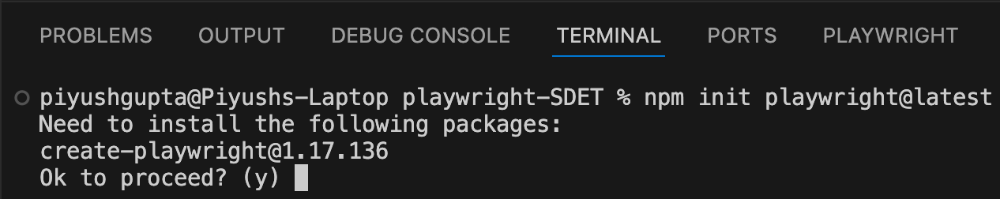 PROBLEMS OUTPUT DEBUG CONSOLE TERMINAL PORTS PLAYWRIGHT
piyushgupta@Piyushs-Laptop playwright-SDET % npm init playwright@latest
Need to install the following packages:
create-playwright@1.17.136
Ok to proceed? (y)